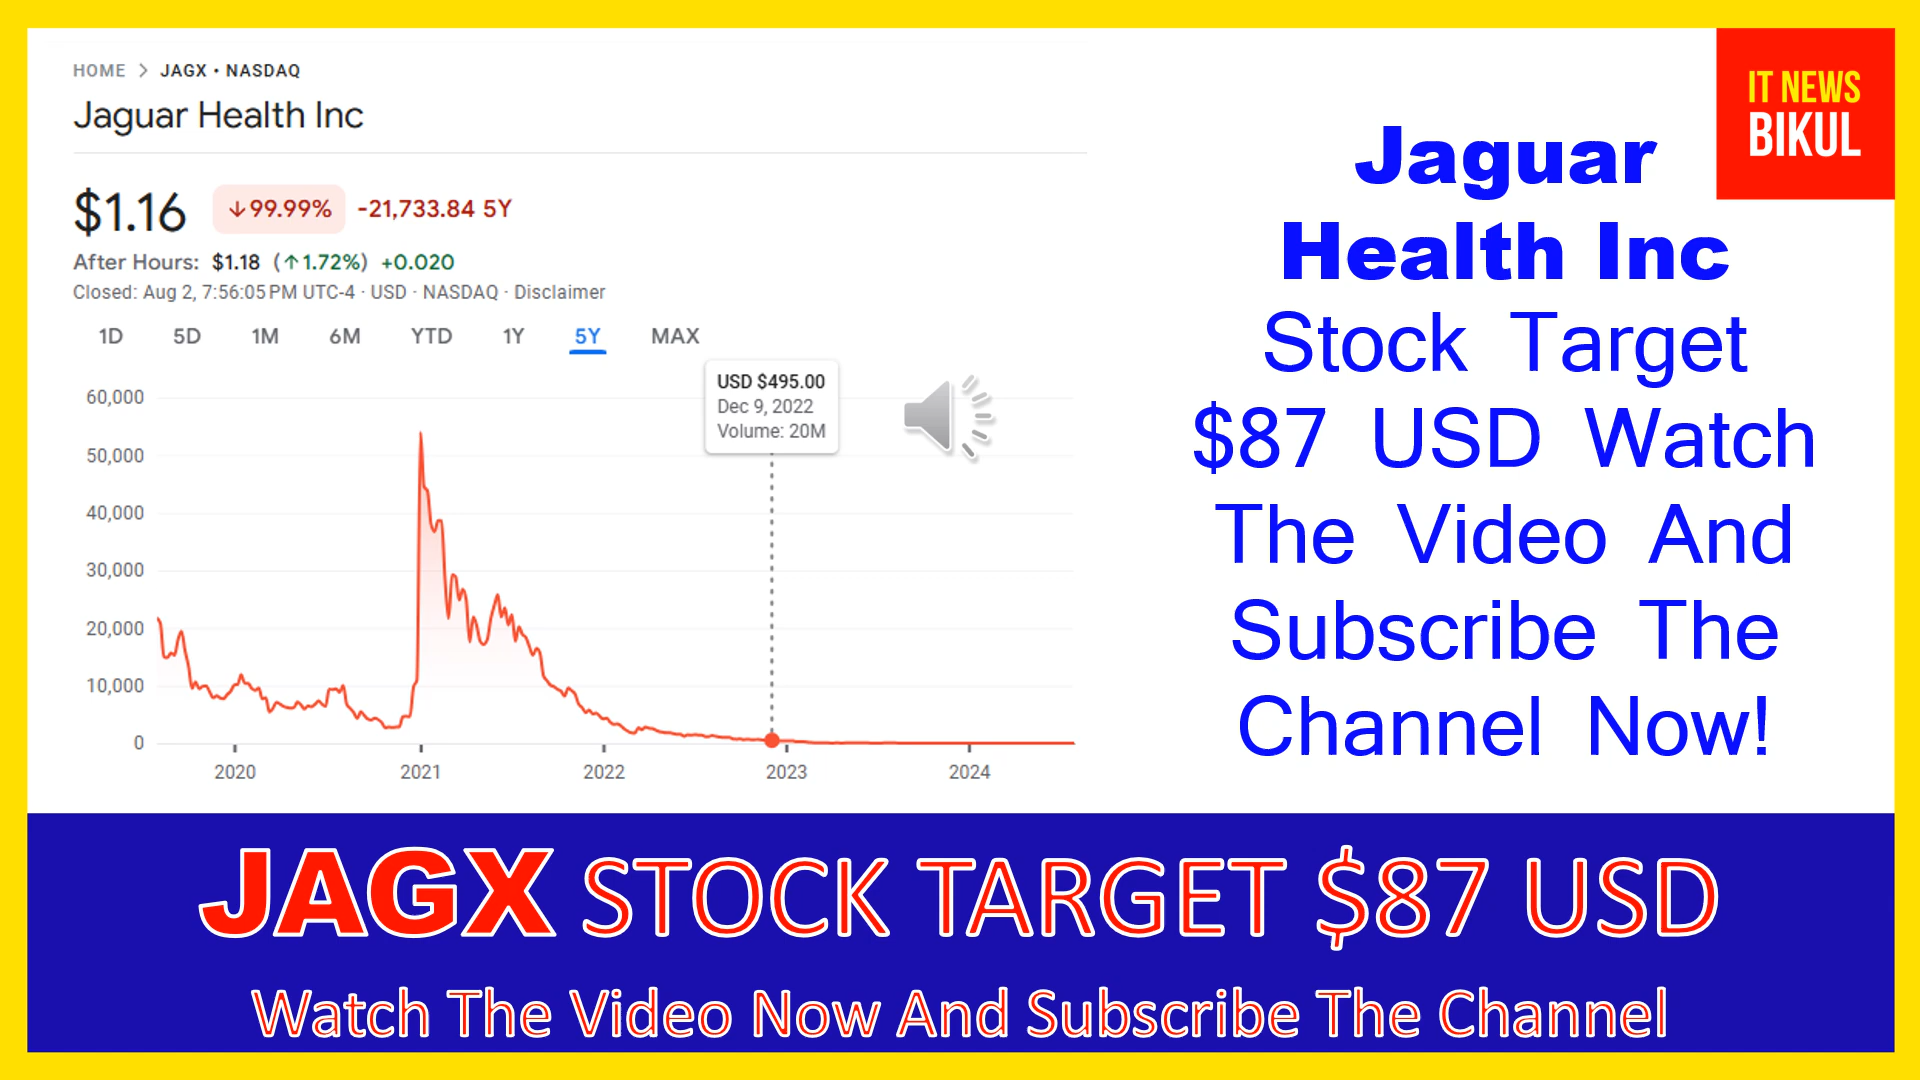 HOME > JAGX • NASDAQ
Jaguar Health Inc
$1.16 ↓99.99% -21,733.84 5Y
After Hours: $1.18 (↑1.72%) +0.020
Closed: Aug 2, 7:56:05 PM UTC-4 · USD · NASDAQ · Disclaimer
1D 5D 1M 6M YTD 1Y 5Y MAX
USD $495.00
Dec 9, 2022
Volume: 20M
60,000
50,000
40,000
30,000
20,000
10,000
0
2020 2021 2022 2023 2024
IT NEWS
BIKUL
Jaguar
Health Inc
Stock Target
$87 USD Watch
The Video And
Subscribe The
Channel Now!
JAGX STOCK TARGET $87 USD
Watch The Video Now And Subscribe The Channel